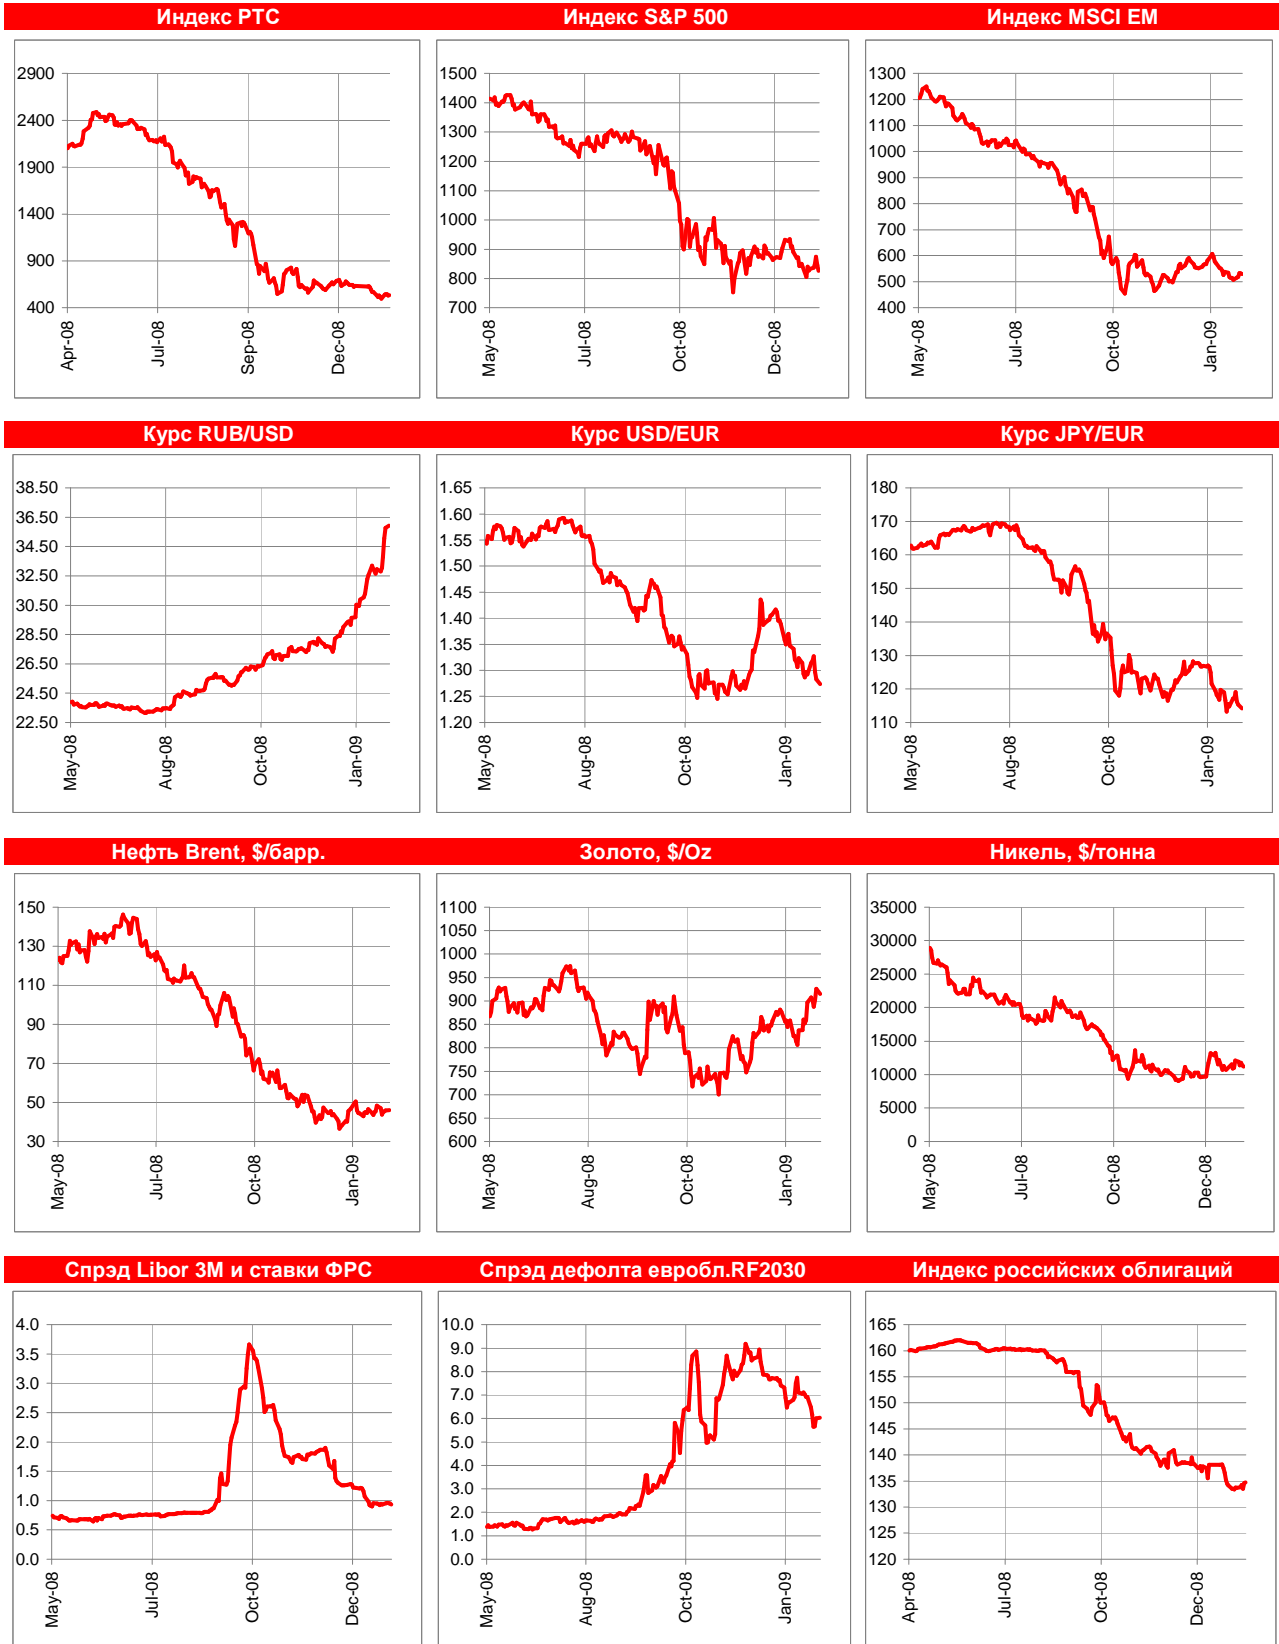 Индекс РТС
Индекс S&P 500
Индекс MSCI EM
2900
2400
1900
1400
900
400
Apr-08
Jul-08
Sep-08
Dec-08
1500
1400
1300
1200
1100
1000
900
800
700
May-08
Jul-08
Oct-08
Dec-08
1300
1200
1100
1000
900
800
700
600
500
400
May-08
Jul-08
Oct-08
Jan-09
Курс RUB/USD
Курс USD/EUR
Курс JPY/EUR
38.50
36.50
34.50
32.50
30.50
28.50
26.50
24.50
22.50
May-08
Aug-08
Oct-08
Jan-09
1.65
1.60
1.55
1.50
1.45
1.40
1.35
1.30
1.25
1.20
May-08
Aug-08
Oct-08
Jan-09
180
170
160
150
140
130
120
110
May-08
Aug-08
Oct-08
Jan-09
Нефть Brent, $/барр.
Золото, $/Oz
Никель, $/тонна
150
130
110
90
70
50
30
May-08
Jul-08
Oct-08
Jan-09
1100
1050
1000
950
900
850
800
750
700
650
600
May-08
Aug-08
Oct-08
Jan-09
35000
30000
25000
20000
15000
10000
5000
0
May-08
Jul-08
Oct-08
Dec-08
Спрэд Libor 3M и ставки ФРС
Спрэд дефолта евробл.RF2030
Индекс российских облигаций
4.0
3.5
3.0
2.5
2.0
1.5
1.0
0.5
0.0
May-08
Jul-08
Oct-08
Dec-08
10.0
9.0
8.0
7.0
6.0
5.0
4.0
3.0
2.0
1.0
0.0
May-08
Aug-08
Oct-08
Jan-09
165
160
155
150
145
140
135
130
125
120
Apr-08
Jul-08
Oct-08
Dec-08